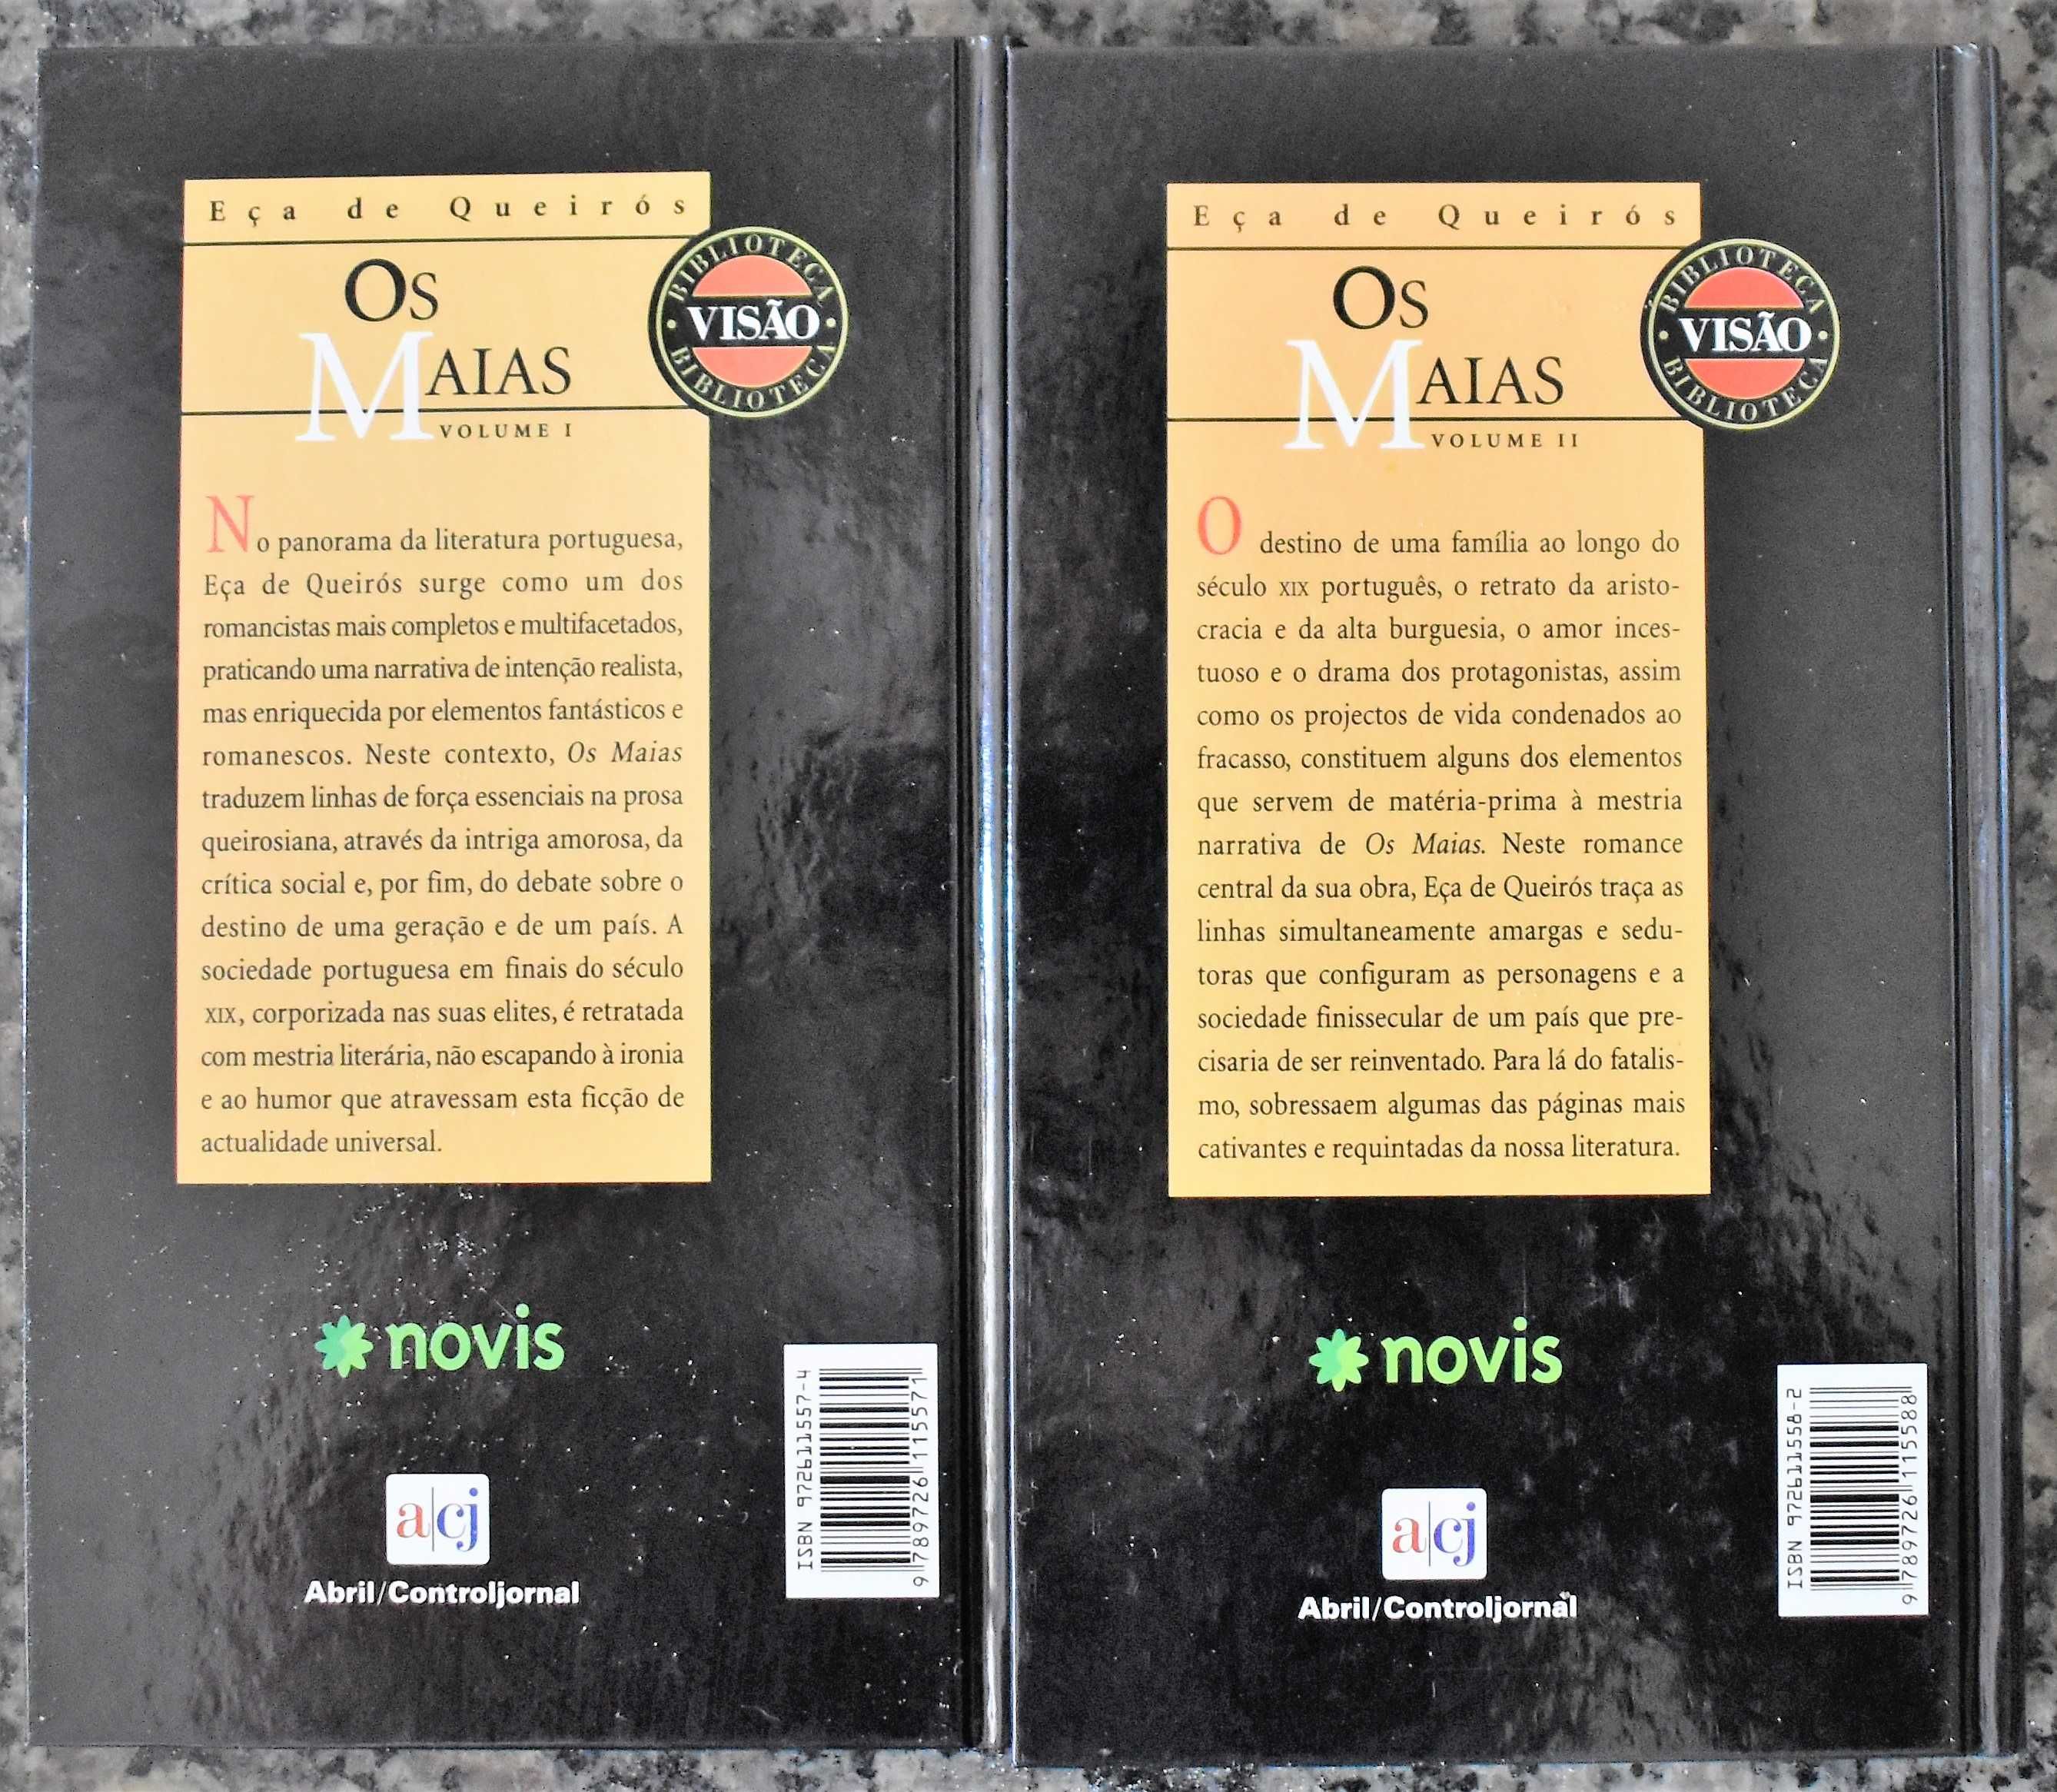 Eça de Queirós
OS
MAIAS
VOLUME I
BIBLIOTECA
VISÃO
BIBLIOTECA
No panorama da literatura portuguesa,
Eça de Queirós surge como um dos
romancistas mais completos e multifacetados,
praticando uma narrativa de intenção realista,
mas enriquecida por elementos fantásticos e
romanescos. Neste contexto, Os Maias
traduzem linhas de força essenciais na prosa
queirosiana, através da intriga amorosa, da
crítica social e, por fim, do debate sobre o
destino de uma geração e de um país. A
sociedade portuguesa em finais do século
XIX, corporizada nas suas elites, é retratada
com mestria literária, não escapando à ironia
e ao humor que atravessam esta ficção de
actualidade universal.
novis
a|cj
Abril/Controljornal
ISBN 972611557-4
9 789726 115571
Eça de Queirós
OS
MAIAS
VOLUME II
BIBLIOTECA
VISÃO
BIBLIOTECA
O destino de uma família ao longo do
século XIX português, o retrato da aristo-
cracia e da alta burguesia, o amor inces-
tuoso e o drama dos protagonistas, assim
como os projectos de vida condenados ao
fracasso, constituem alguns dos elementos
que servem de matéria-prima à mestria
narrativa de Os Maias. Neste romance
central da sua obra, Eça de Queirós traça as
linhas simultaneamente amargas e sedu-
toras que configuram as personagens e a
sociedade finissecular de um país que pre-
cisaria de ser reinventado. Para lá do fatalis-
mo, sobressaem algumas das páginas mais
cativantes e requintadas da nossa literatura.
novis
a|cj
Abril/Controljornal
ISBN 972611558-2
9 789726 115588